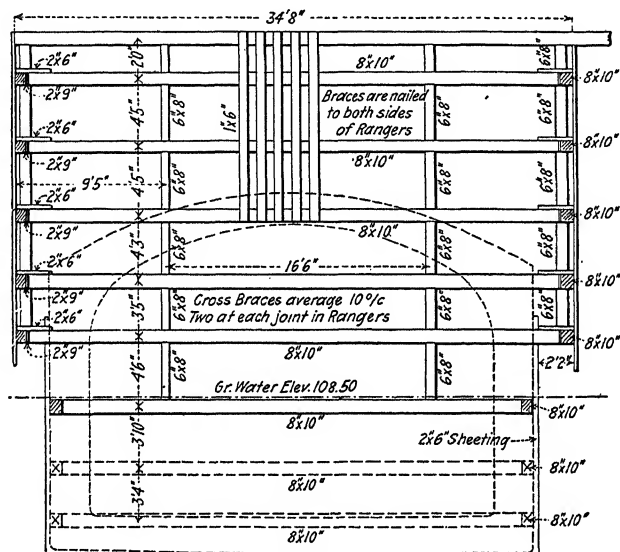 34'8"
2"x6"
2'0"
8"x10"
6"x8"
6"x8"
8"x10"
2"x9"
2"x6"
4'5"
6"x8"
1"x6"
Braces are nailed
to both sides
of Rangers
6"x8"
6"x8"
6"x8"
8"x10"
2"x9"
8"x10"
9'5"
4'5"
6"x8"
6"x8"
6"x8"
2"x6"
8"x10"
2"x9"
8"x10"
2"x6"
4'3"
6"x8"
16'6"
6"x8"
6"x8"
8"x10"
2"x9"
Cross Braces average 10' o/c
Two at each joint in Rangers
3'5"
6"x8"
6"x8"
6"x8"
2"x6"
8"x10"
2"x9"
8"x10"
2'2"
4'6"
6"x8"
6"x8"
Gr. Water Elev. 108.50
8"x10"
8"x10"
3'10"
2"x6" Sheeting
8"x10"
8"x10"
3'4"
8"x10"
8"x10"